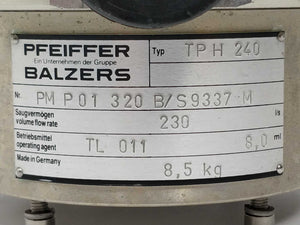 PFEIFFER
Ein Unternehmen der Gruppe
BALZERS
Typ TPH 240
Nr. PM P01 320 B/S9337 M
Saugvermögen
volume flow rate 230 l/s
Betriebsmittel
operating agent TL 011 8,0 ml
Made in Germany
8,5 kg